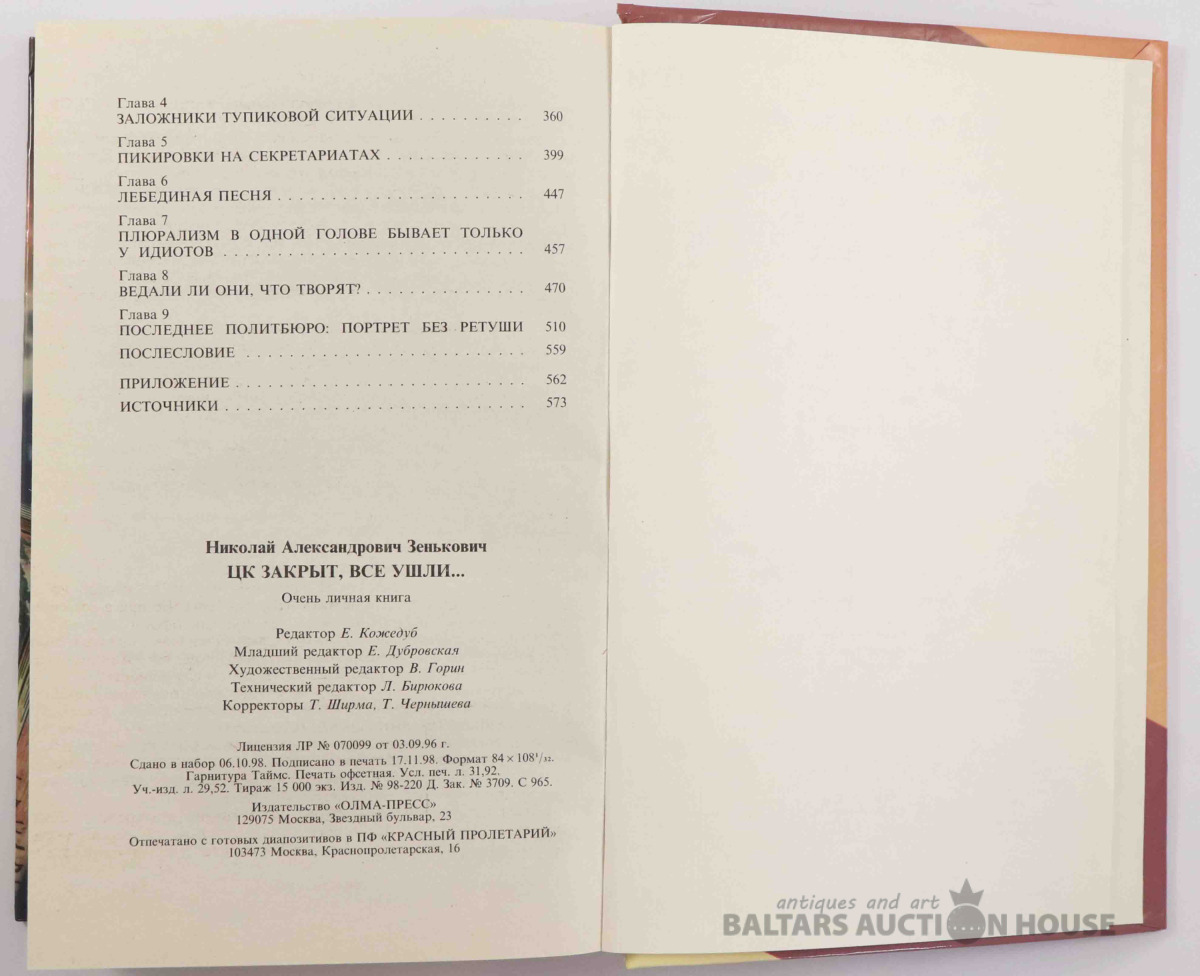 Глава 4
ЗАЛОЖНИКИ ТУПИКОВОЙ СИТУАЦИИ . . . . . . . . . . 360
Глава 5
ПИКИРОВКИ НА СЕКРЕТАРИАТАХ . . . . . . . . . . . . . 399
Глава 6
ЛЕБЕДИНАЯ ПЕСНЯ . . . . . . . . . . . . . . . . . . . . . . . 447
Глава 7
ПЛЮРАЛИЗМ В ОДНОЙ ГОЛОВЕ БЫВАЕТ ТОЛЬКО
У ИДИОТОВ . . . . . . . . . . . . . . . . . . . . . . . . . . . . 457
Глава 8
ВЕДАЛИ ЛИ ОНИ, ЧТО ТВОРЯТ? . . . . . . . . . . . . . . . 470
Глава 9
ПОСЛЕДНЕЕ ПОЛИТБЮРО: ПОРТРЕТ БЕЗ РЕТУШИ 510
ПОСЛЕСЛОВИЕ . . . . . . . . . . . . . . . . . . . . . . . . . . 559
ПРИЛОЖЕНИЕ . . . . . . . . . . . . . . . . . . . . . . . . . . . 562
ИСТОЧНИКИ . . . . . . . . . . . . . . . . . . . . . . . . . . . . 573
Николай Александрович Зенькович
ЦК ЗАКРЫТ, ВСЕ УШЛИ...
Очень личная книга
Редактор Е. Кожедуб
Младший редактор Е. Дубровская
Художественный редактор В. Горин
Технический редактор Л. Бирюкова
Корректоры Т. Ширма, Т. Чернышева
Лицензия ЛР № 070099 от 03.09.96 г.
Сдано в набор 06.10.98. Подписано в печать 17.11.98. Формат 84 × 108¹/₃₂.
Гарнитура Таймс. Печать офсетная. Усл. печ. л. 31,92.
Уч.-изд. л. 29,52. Тираж 15 000 экз. Изд. № 98-220 Д. Зак. № 3709. С 965.
Издательство «ОЛМА-ПРЕСС»
129075 Москва, Звездный бульвар, 23
Отпечатано с готовых диапозитивов в ПФ «КРАСНЫЙ ПРОЛЕТАРИЙ»
103473 Москва, Краснопролетарская, 16
antiques and art
BALTARS AUCTION HOUSE